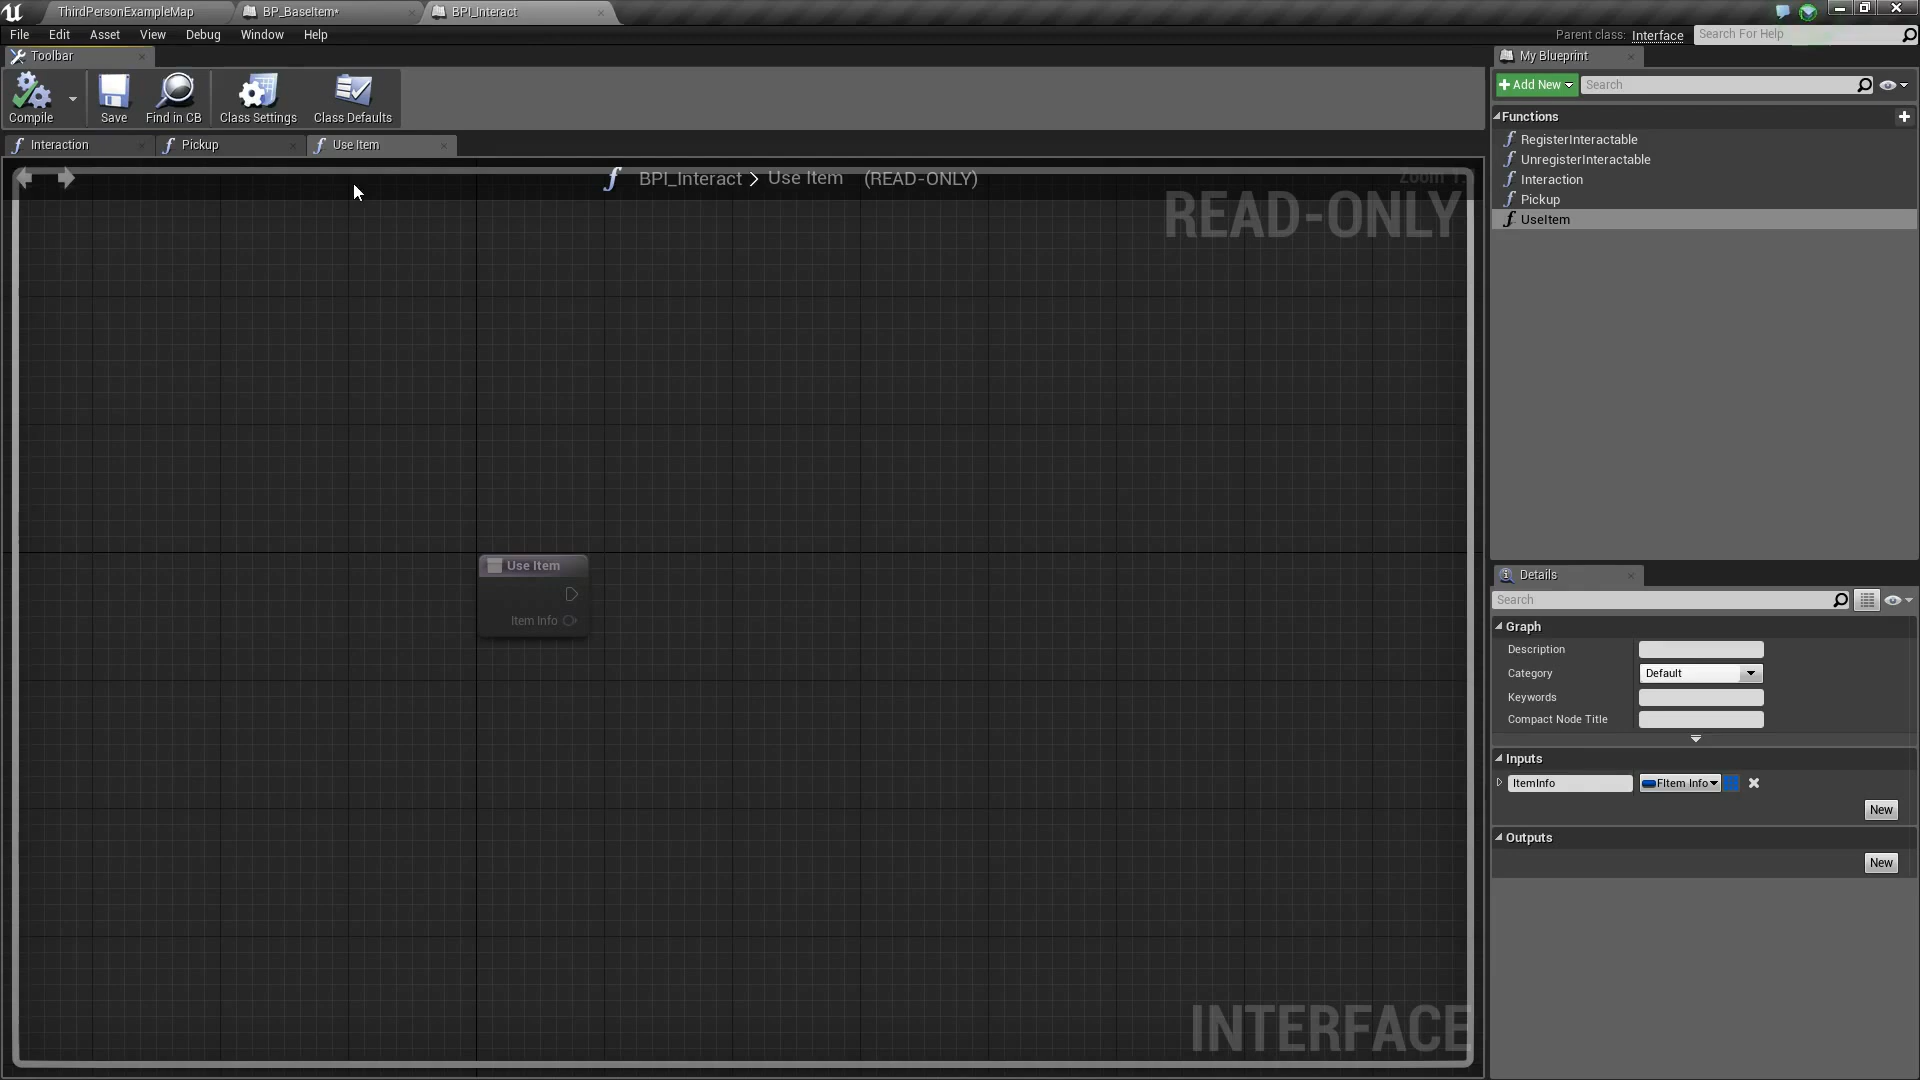 ThirdPersonExampleMap
BP_BaseItem*
BPI_Interact
File Edit Asset View Debug Window Help
Parent class: Interface
Search For Help
Toolbar
Compile
Save
Find in CB
Class Settings
Class Defaults
Interaction
Pickup
Use Item
BPI_Interact > Use Item (READ-ONLY)
READ-ONLY
Use Item
Item Info
INTERFACE
My Blueprint
Add New
Search
Functions
RegisterInteractable
UnregisterInteractable
Interaction
Pickup
UseItem
Details
Search
Graph
Description
Category Default
Keywords
Compact Node Title
Inputs
ItemInfo FItem Info
New
Outputs
New